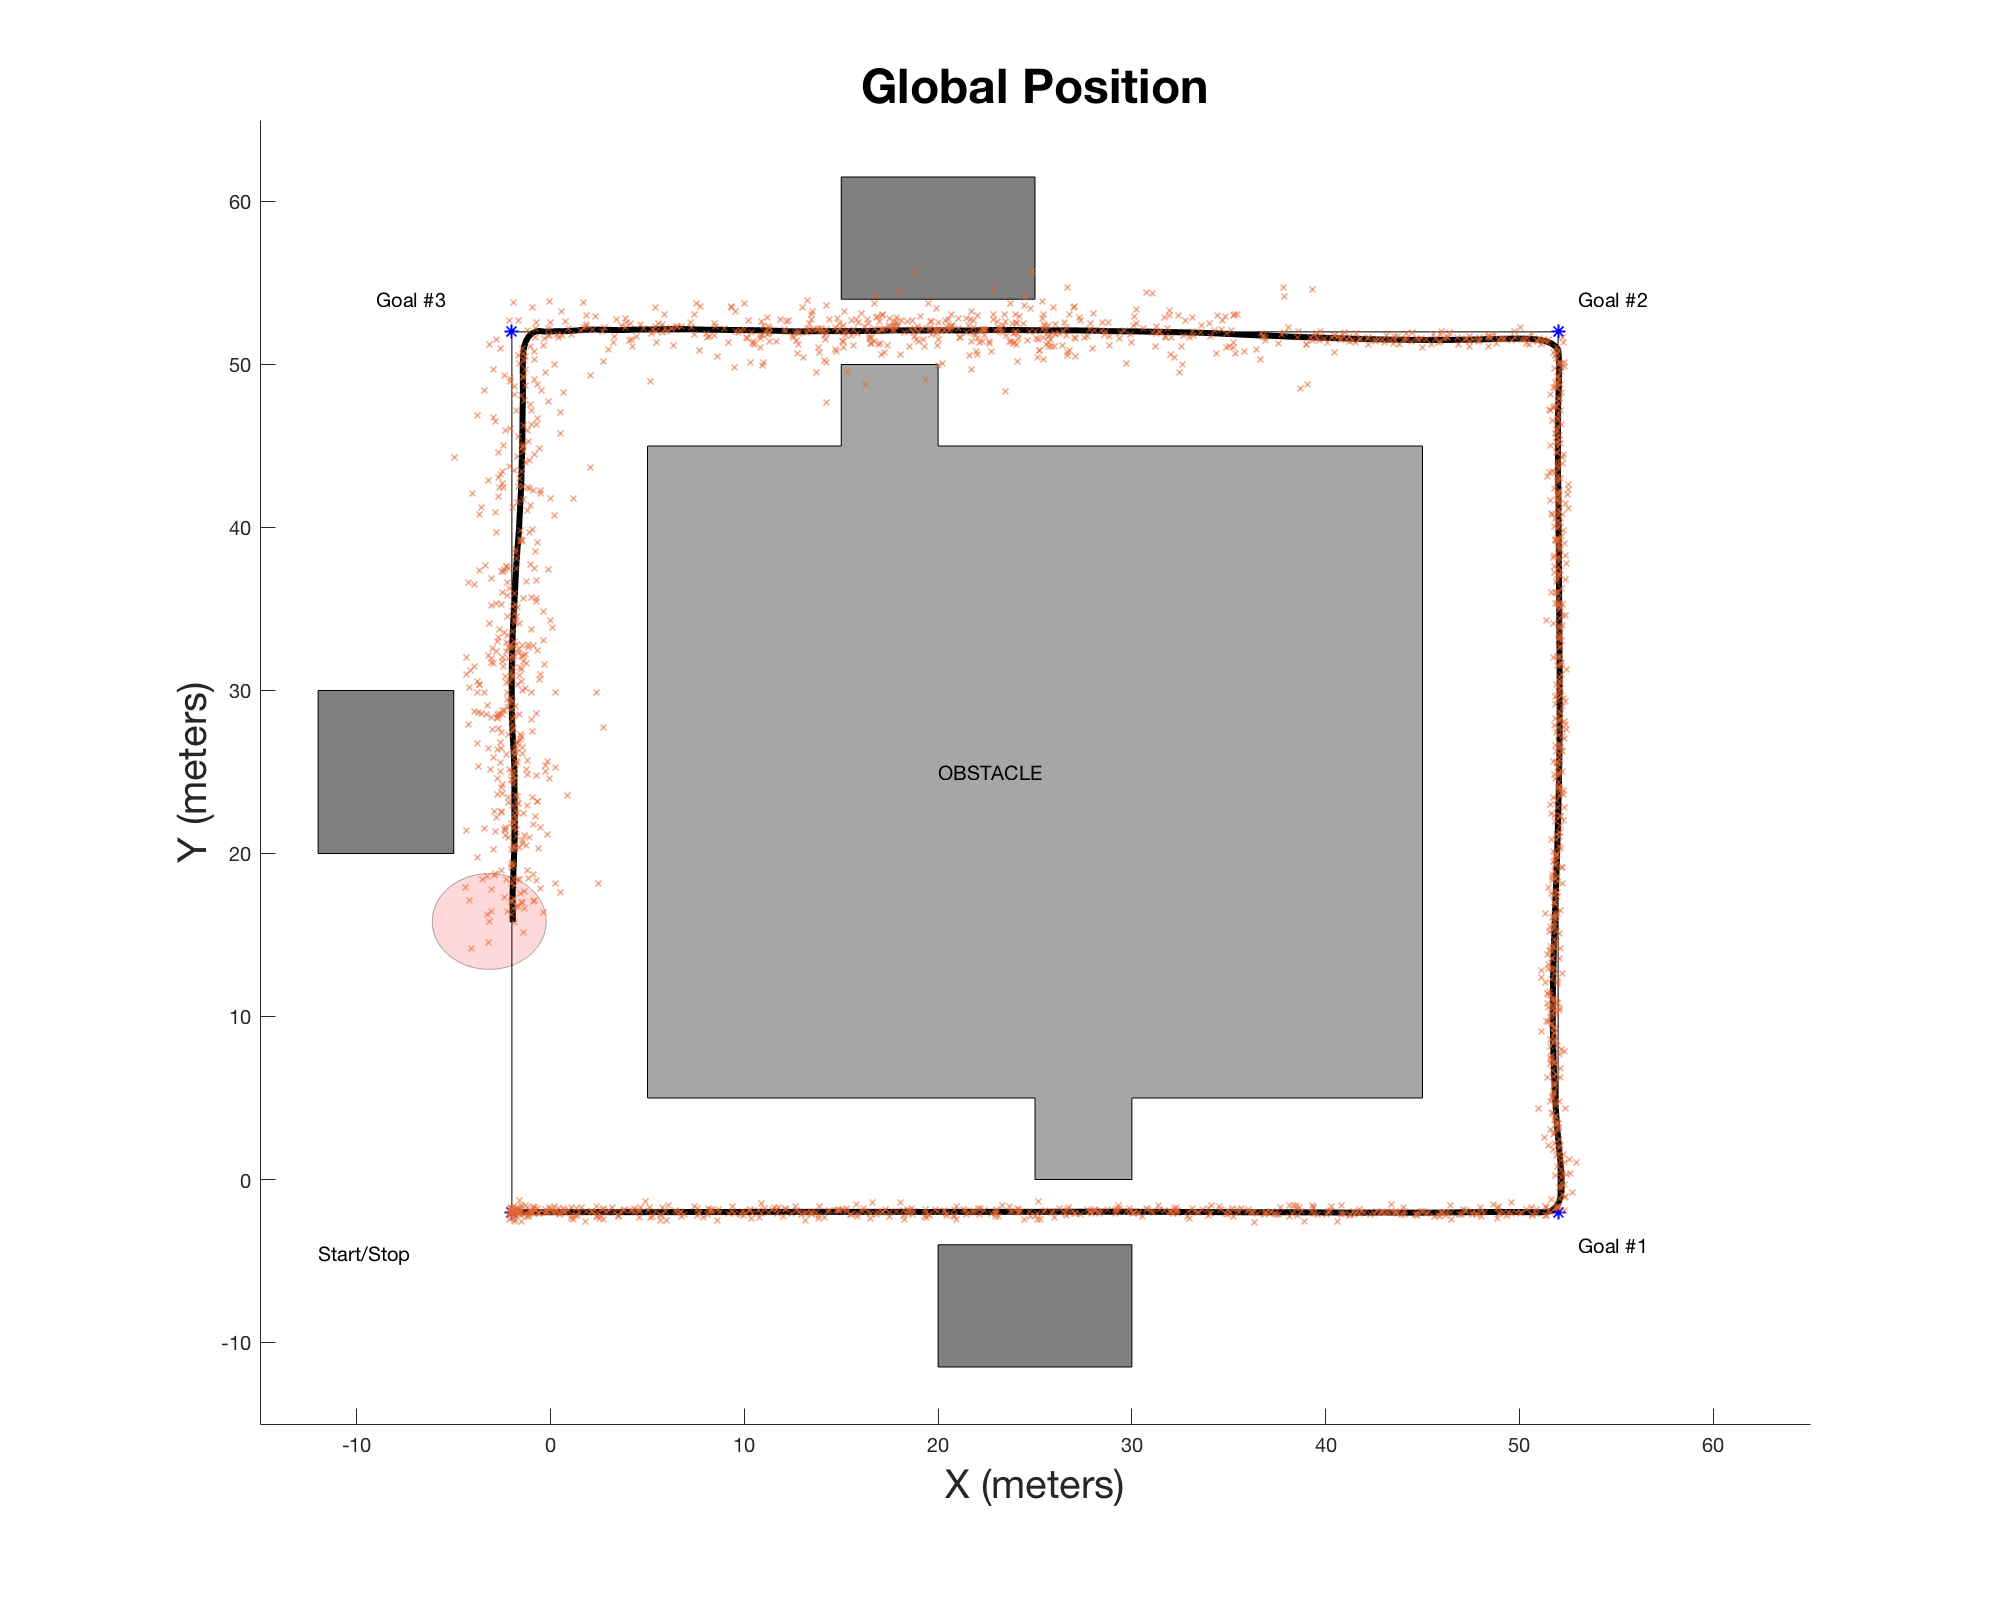 Global Position
60
Goal #3
Goal #2
50
40
30
OBSTACLE
20
10
0
Start/Stop
Goal #1
-10
-10 0 10 20 30 40 50 60
X (meters)
Y (meters)